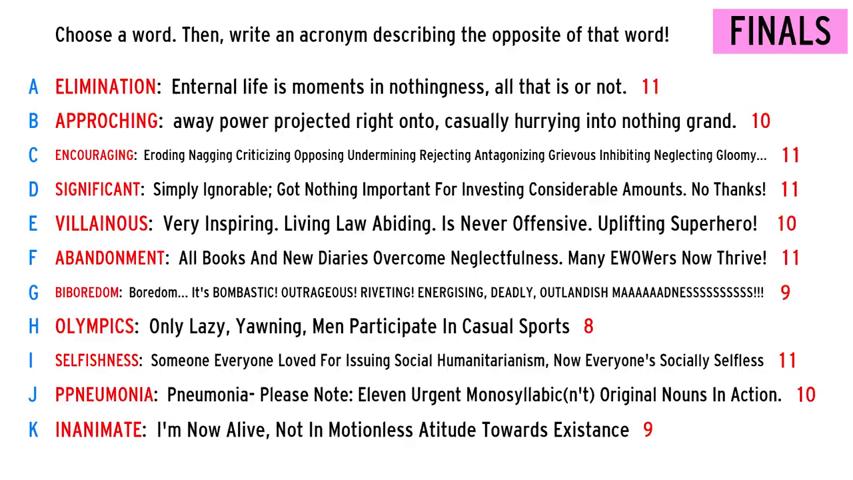 Choose a word. Then, write an acronym describing the opposite of that word! FINALS
A ELIMINATION: Enternal life is moments in nothingness, all that is or not. 11
B APPROCHING: away power projected right onto, casually hurrying into nothing grand. 10
C ENCOURAGING: Eroding Nagging Criticizing Opposing Undermining Rejecting Antagonizing Grievous Inhibiting Neglecting Gloomy... 11
D SIGNIFICANT: Simply Ignorable; Got Nothing Important For Investing Considerable Amounts. No Thanks! 11
E VILLAINOUS: Very Inspiring. Living Law Abiding. Is Never Offensive. Uplifting Superhero! 10
F ABANDONMENT: All Books And New Diaries Overcome Neglectfulness. Many EWOWers Now Thrive! 11
G BIBOREDOM: Boredom... It's BOMBASTIC! OUTRAGEOUS! RIVETING! ENERGISING, DEADLY, OUTLANDISH MAAAAAADNESSSSSSSSSS!!! 9
H OLYMPICS: Only Lazy, Yawning, Men Participate In Casual Sports 8
I SELFISHNESS: Someone Everyone Loved For Issuing Social Humanitarianism, Now Everyone's Socially Selfless 11
J PPNEUMONIA: Pneumonia- Please Note: Eleven Urgent Monosyllabic(n't) Original Nouns In Action. 10
K INANIMATE: I'm Now Alive, Not In Motionless Atitude Towards Existance 9